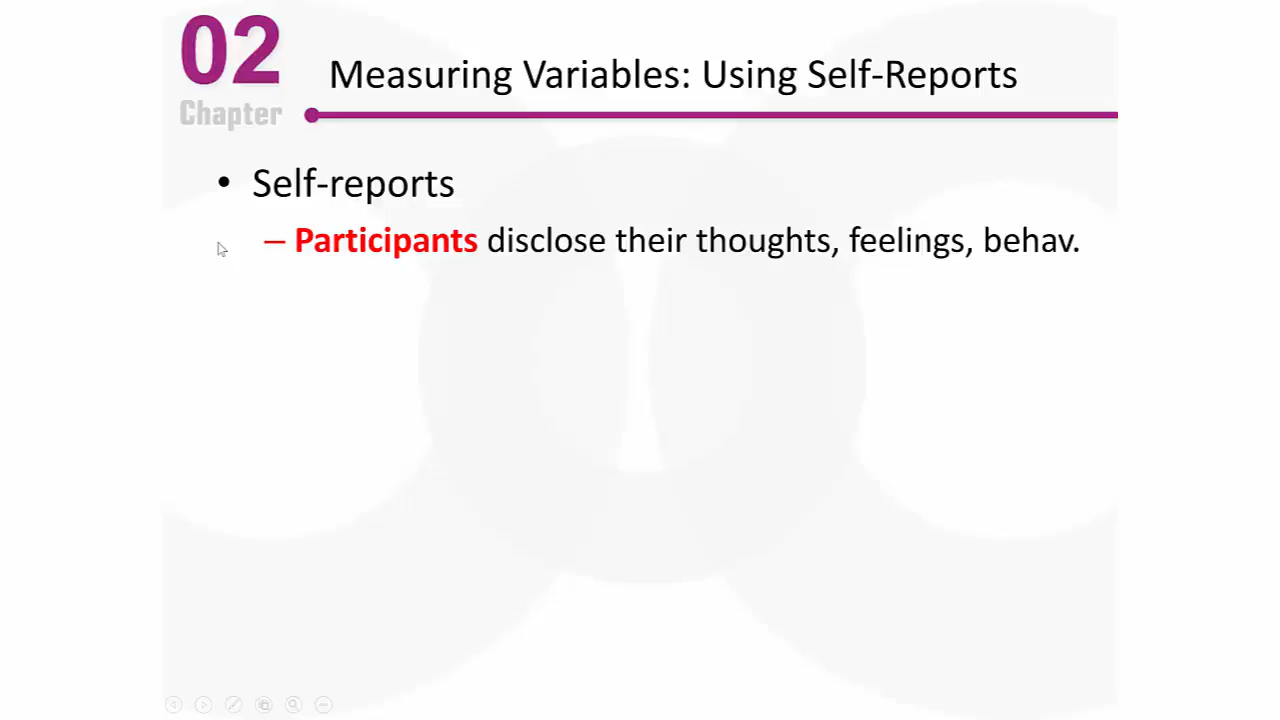 02
Chapter
Measuring Variables: Using Self-Reports
• Self-reports
– Participants disclose their thoughts, feelings, behav.